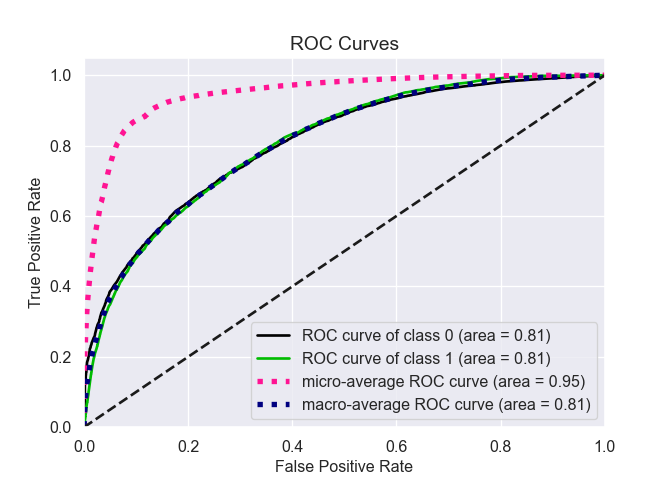 ROC Curves
True Positive Rate
1.0
0.8
0.6
0.4
0.2
0.0
ROC curve of class 0 (area = 0.81)
ROC curve of class 1 (area = 0.81)
micro-average ROC curve (area = 0.95)
macro-average ROC curve (area = 0.81)
0.0 0.2 0.4 0.6 0.8 1.0
False Positive Rate